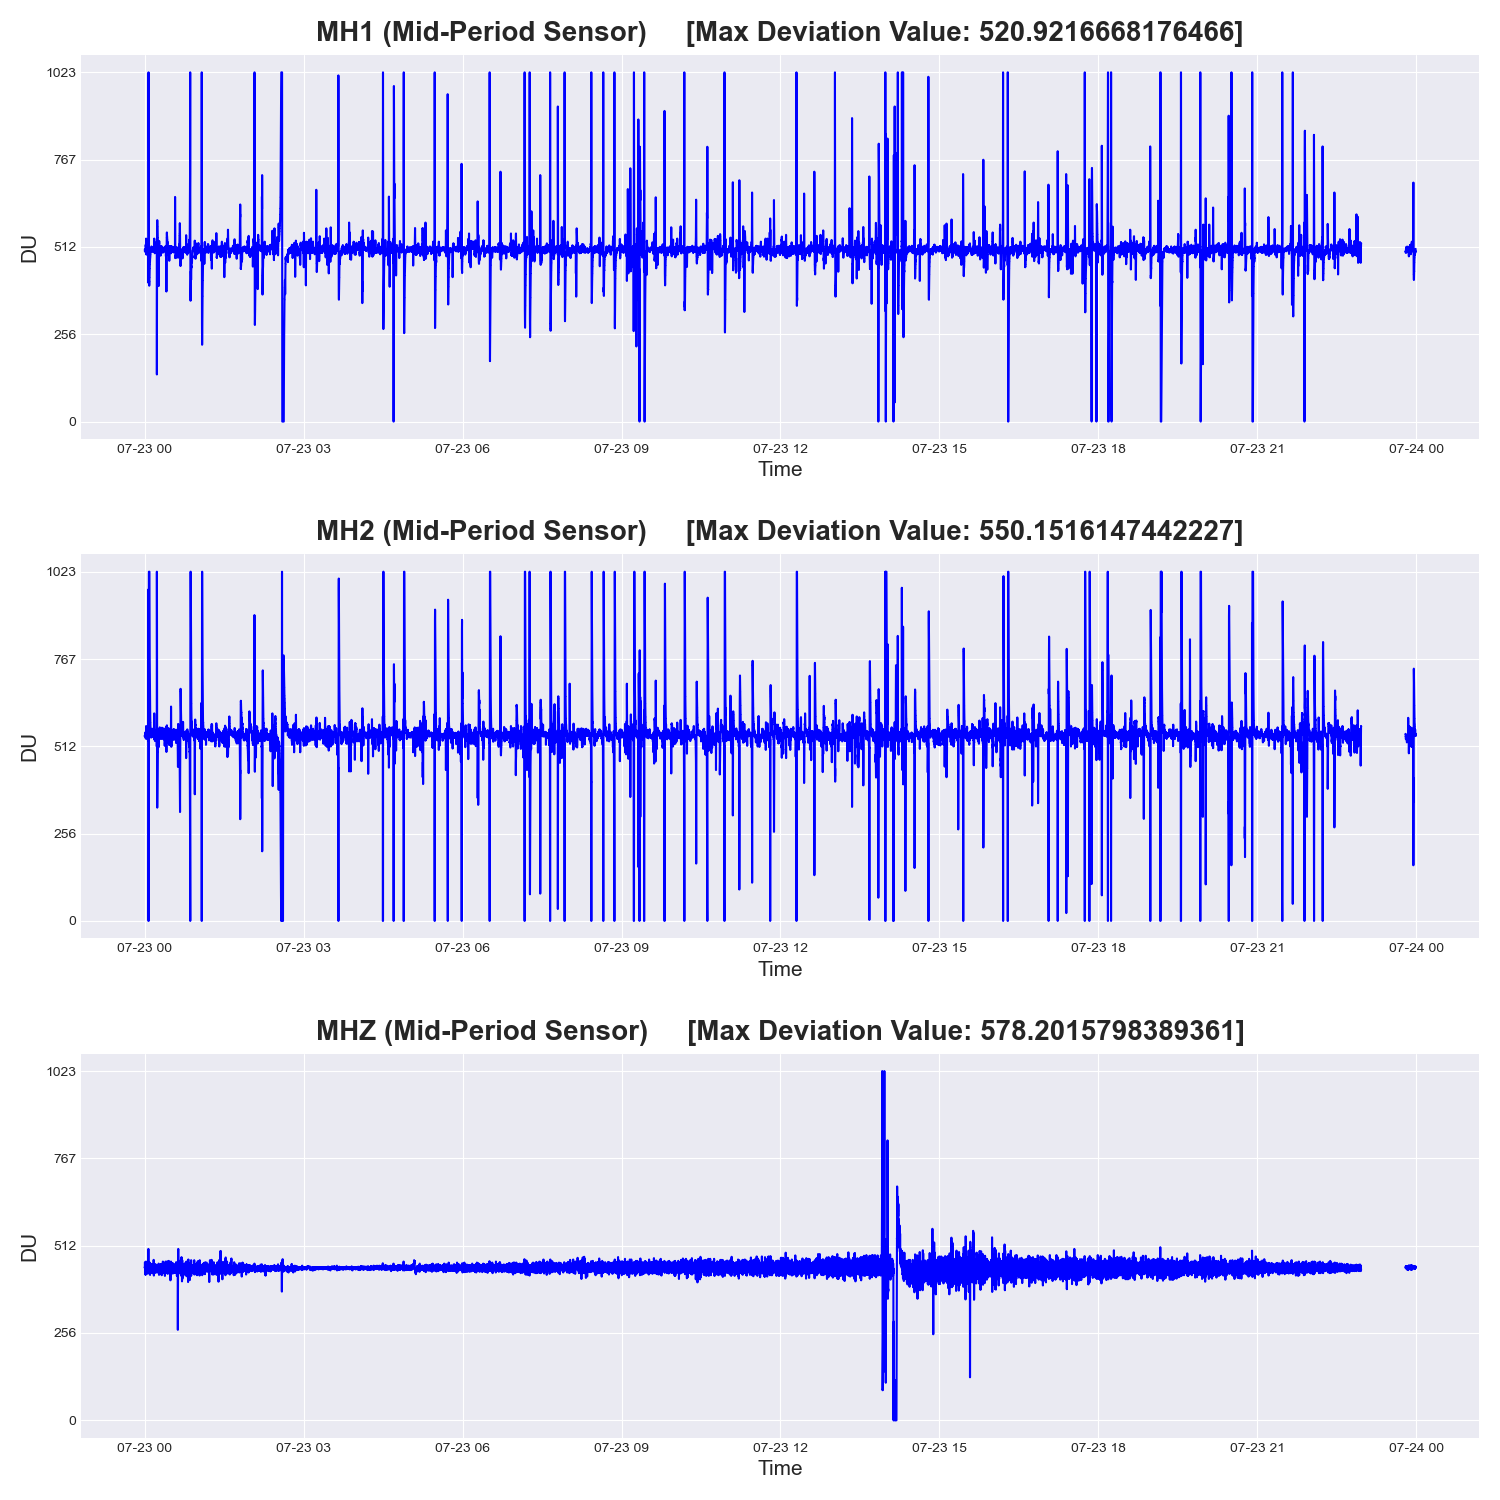 MH1 (Mid-Period Sensor) [Max Deviation Value: 520.9216668176466]
1023
767
512
256
0
DU
07-23 00 07-23 03 07-23 06 07-23 09 07-23 12 07-23 15 07-23 18 07-23 21 07-24 00
Time
MH2 (Mid-Period Sensor) [Max Deviation Value: 550.1516147442227]
1023
767
512
256
0
DU
07-23 00 07-23 03 07-23 06 07-23 09 07-23 12 07-23 15 07-23 18 07-23 21 07-24 00
Time
MHZ (Mid-Period Sensor) [Max Deviation Value: 578.2015798389361]
1023
767
512
256
0
DU
07-23 00 07-23 03 07-23 06 07-23 09 07-23 12 07-23 15 07-23 18 07-23 21 07-24 00
Time